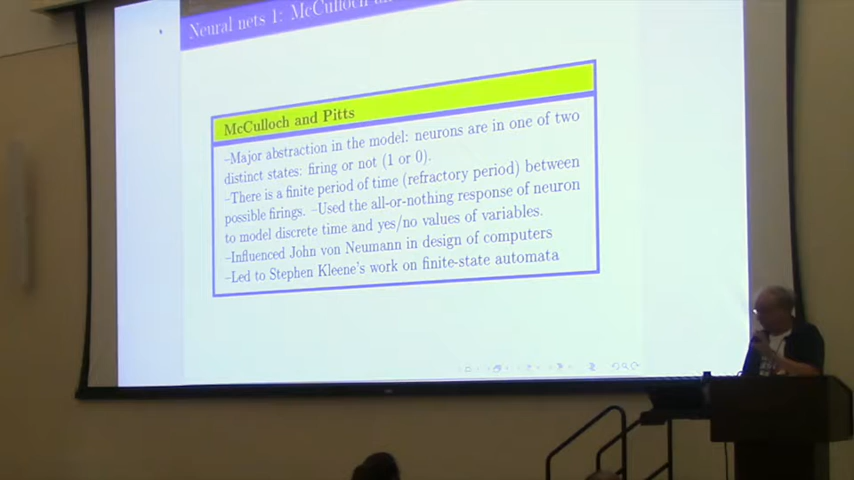 Neural nets 1: McCulloch an
McCulloch and Pitts
–Major abstraction in the model: neurons are in one of two
distinct states: firing or not (1 or 0).
–There is a finite period of time (refractory period) between
possible firings. –Used the all-or-nothing response of neuron
to model discrete time and yes/no values of variables.
–Influenced John von Neumann in design of computers
–Led to Stephen Kleene's work on finite-state automata